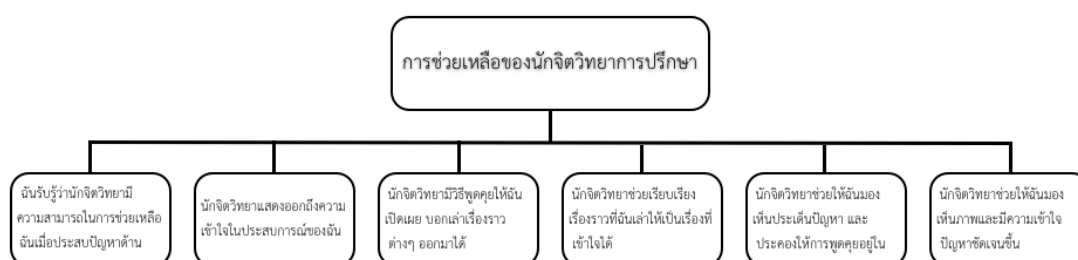 การช่วยเหลือของนักจิตวิทยาการปรึกษา
ฉันรับรู้ว่านักจิตวิทยามี
ความสามารถในการช่วยเหลือ
ฉันเมื่อประสบปัญหาด้าน
นักจิตวิทยาแสดงออกถึงความ
เข้าใจในประสบการณ์ของฉัน
นักจิตวิทยามีวิธีพูดคุยให้ฉัน
เปิดเผย บอกเล่าเรื่องราว
ต่างๆ ออกมาได้
นักจิตวิทยาช่วยเรียบเรียง
เรื่องราวที่ฉันเล่าให้เป็นเรื่องที่
เข้าใจได้
นักจิตวิทยาช่วยให้ฉันมอง
เห็นประเด็นปัญหา และ
ประคองให้การพูดคุยอยู่ใน
นักจิตวิทยาช่วยให้ฉันมอง
เห็นภาพและมีความเข้าใจ
ปัญหาชัดเจนขึ้น